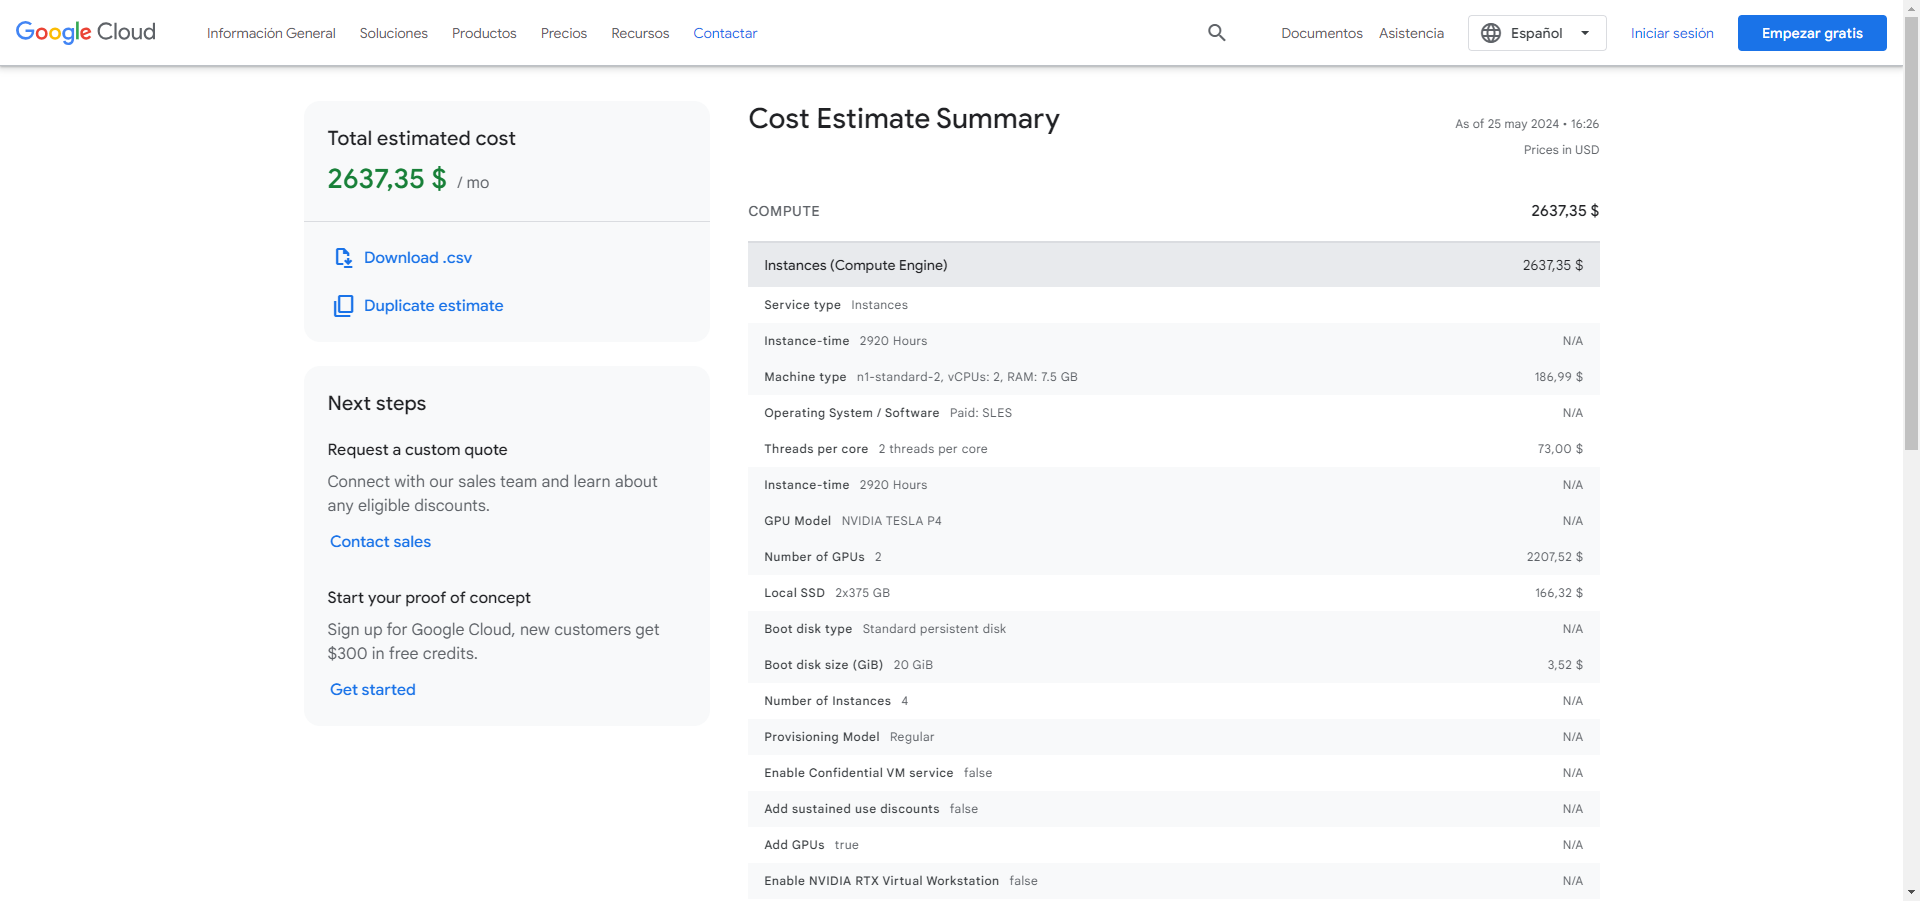 Google Cloud Información General Soluciones Productos Precios Recursos Contactar Documentos Asistencia Español Iniciar sesión Empezar gratis
Total estimated cost
2637,35 $ / mo
Download .csv
Duplicate estimate
Next steps
Request a custom quote
Connect with our sales team and learn about
any eligible discounts.
Contact sales
Start your proof of concept
Sign up for Google Cloud, new customers get
$300 in free credits.
Get started
Cost Estimate Summary
As of 25 may 2024 • 16:26
Prices in USD
COMPUTE 2637,35 $
Instances (Compute Engine) 2637,35 $
Service type Instances
Instance-time 2920 Hours N/A
Machine type n1-standard-2, vCPUs: 2, RAM: 7.5 GB 186,99 $
Operating System / Software Paid: SLES N/A
Threads per core 2 threads per core 73,00 $
Instance-time 2920 Hours N/A
GPU Model NVIDIA TESLA P4 N/A
Number of GPUs 2 2207,52 $
Local SSD 2x375 GB 166,32 $
Boot disk type Standard persistent disk N/A
Boot disk size (GiB) 20 GiB 3,52 $
Number of Instances 4 N/A
Provisioning Model Regular N/A
Enable Confidential VM service false N/A
Add sustained use discounts false N/A
Add GPUs true N/A
Enable NVIDIA RTX Virtual Workstation false N/A